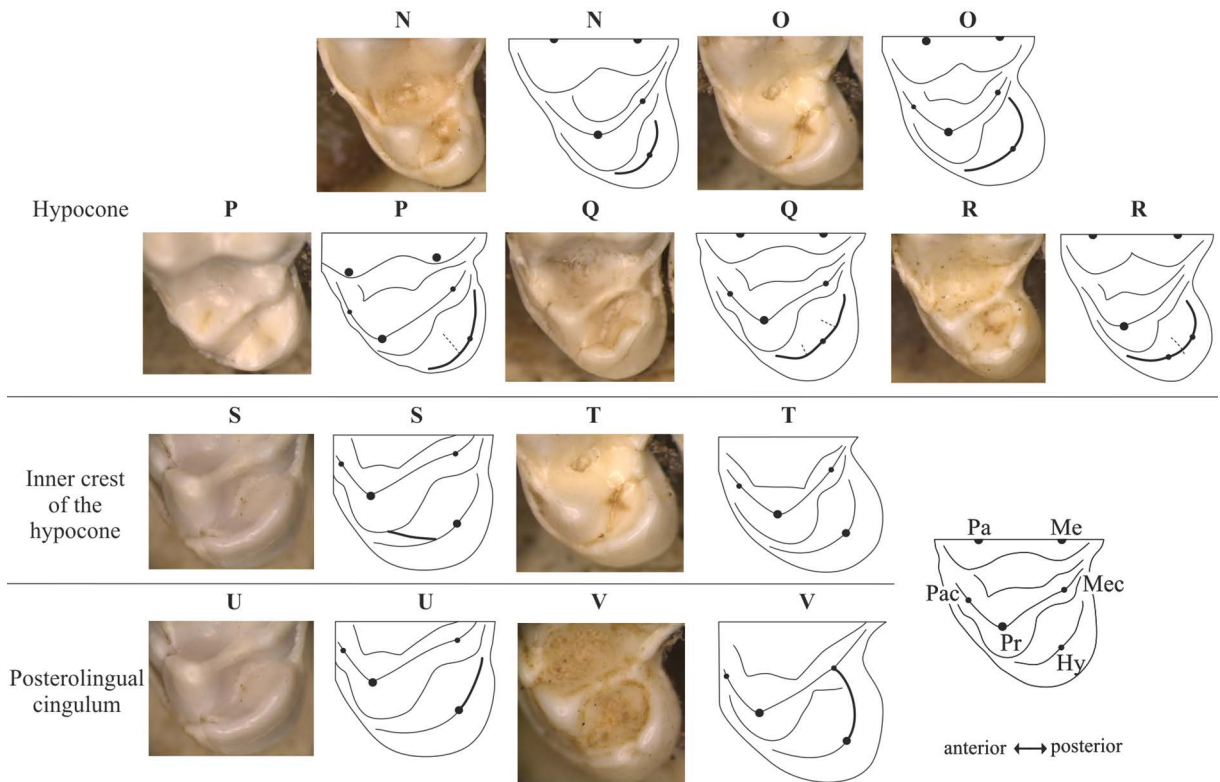 N N O O
Hypocone P P Q Q R R
S S T T
Inner crest
of the
hypocone
Pa Me
Pac Mec
Pr
Hy
U U V V
Posterolingual
cingulum
anterior posterior